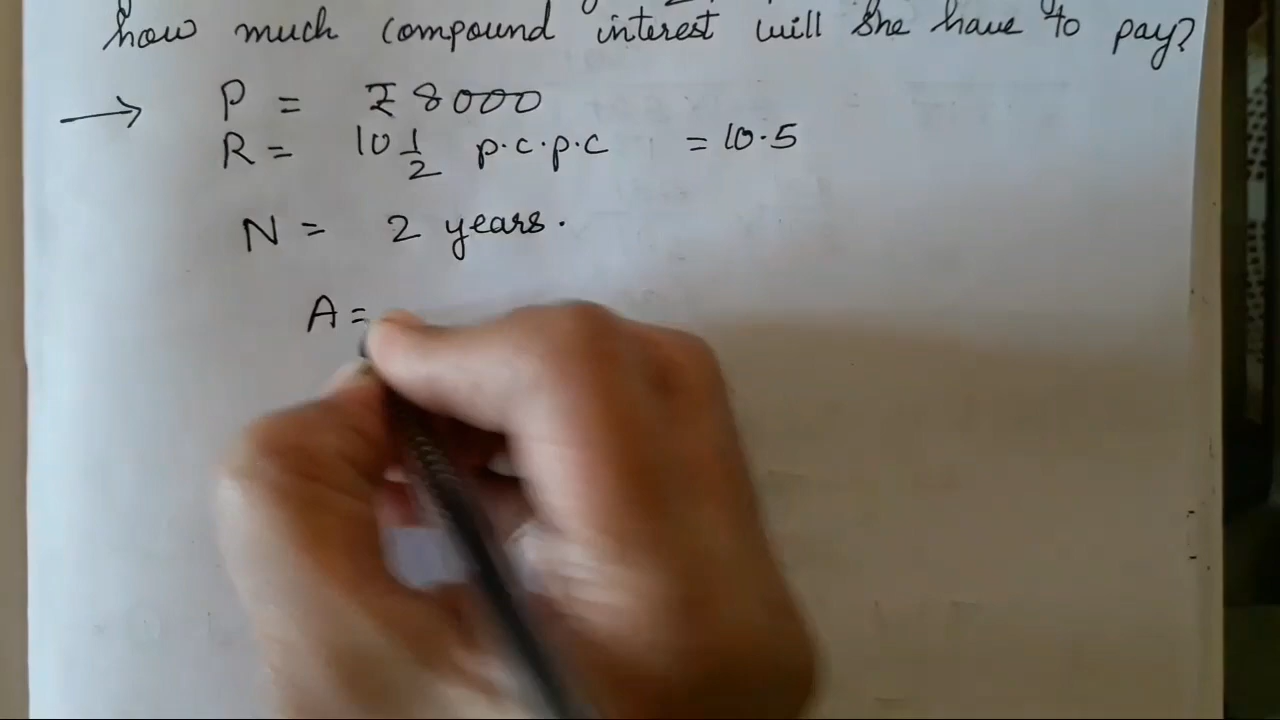 how much compound interest will she have to pay?
→ P = ₹8000
R = 10 1/2 p.c.p.c = 10.5
N = 2 years.
A =